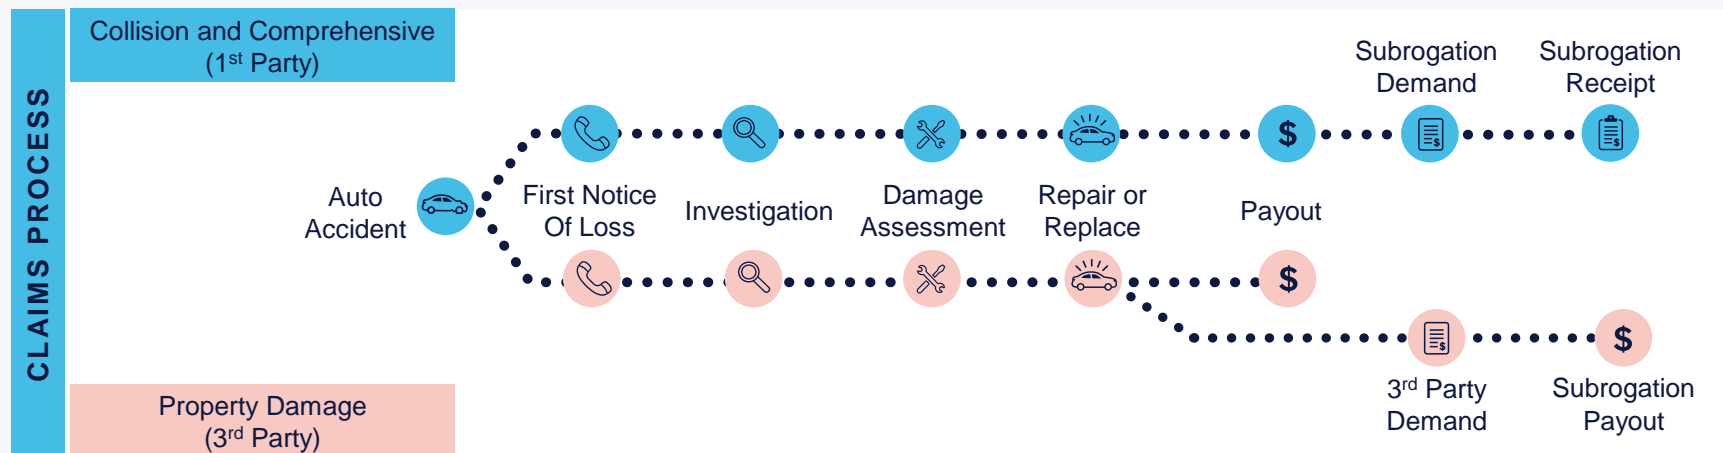 CLAIMS PROCESS
Collision and Comprehensive
(1st Party)
Subrogation
Demand
Subrogation
Receipt
$
Auto
Accident
First Notice
Of Loss
Investigation
Damage
Assessment
Repair or
Replace
Payout
$
$
3rd Party
Demand
Subrogation
Payout
Property Damage
(3rd Party)